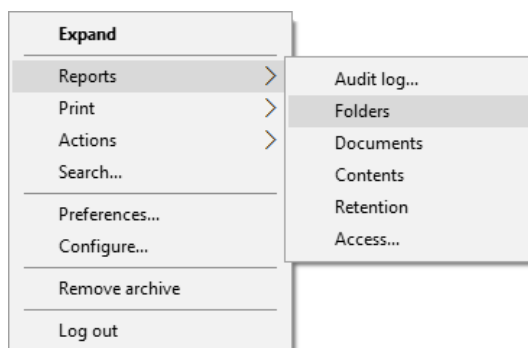 Expand
Reports
Print
Actions
Search...
Preferences...
Configure...
Remove archive
Log out
Audit log...
Folders
Documents
Contents
Retention
Access...